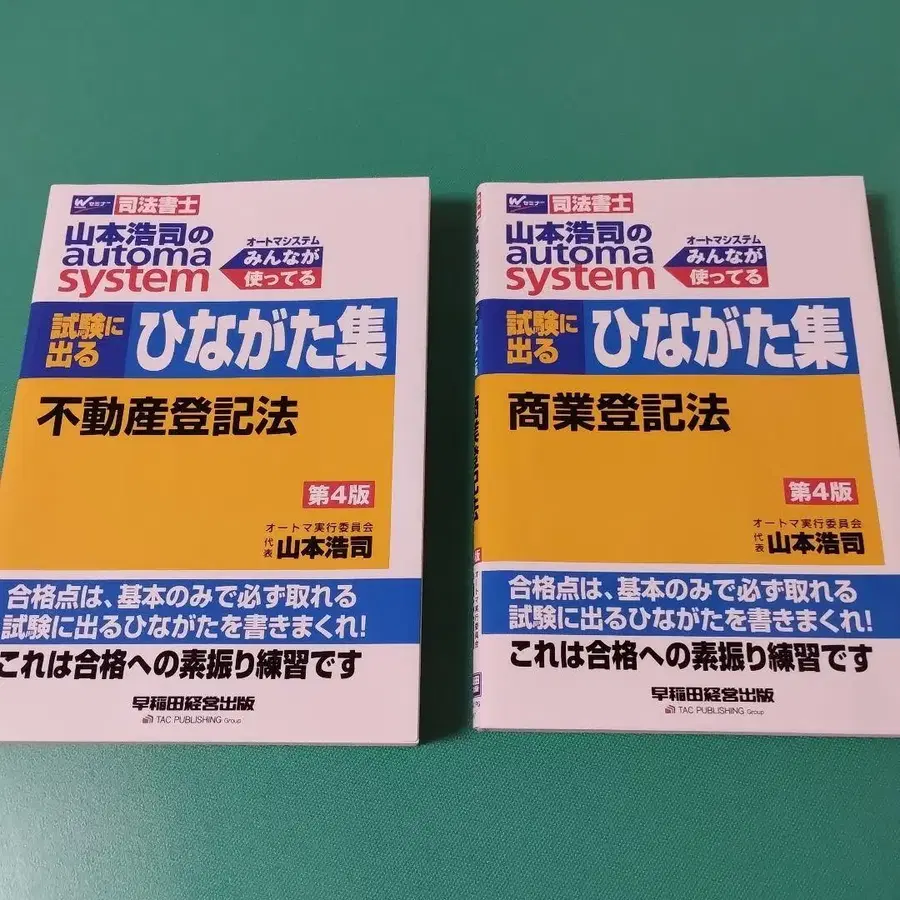 Wセミナー 司法書士
山本浩司の
automa
system
オートマシステム
みんなが
使ってる
試験に
出る
ひながた集
不動産登記法
第4版
オートマ実行委員会
代表 山本浩司
合格点は、基本のみで必ず取れる
試験に出るひながたを書きまくれ!
これは合格への素振り練習です
早稲田経営出版
TAC PUBLISHING Group
Wセミナー 司法書士
山本浩司の
automa
system
オートマシステム
みんなが
使ってる
試験に
出る
ひながた集
商業登記法
第4版
オートマ実行委員会
代表 山本浩司
合格点は、基本のみで必ず取れる
試験に出るひながたを書きまくれ!
これは合格への素振り練習です
早稲田経営出版
TAC PUBLISHING Group